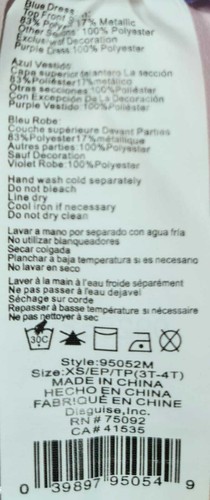 Blue Dress
Top Front
83% Polyester 17% Metallic
Other Sections: 100% Polyester
Exclusive of Decoration
Purple Dress:100% Polyester
Azul Vestido:
Capa superior delantero La sección
83%Poliéster17%metálico
Otras secciones:100%Poliéster
Con Excepción De La Decoración
Purple Vestido:100%Poliéster
Bleu Robe:
Couche supérieure Devant Parties
83%Polyester17%métallique
Autres parties:100%Polyester
Sauf Decoration
Violet Robe:100%Polyester
Hand wash cold separately
Do not bleach
Line dry
Cool iron if necessary
Do not dry clean
Lavar a mano por separado con agua fría
No utilizar blanqueadores
Secar colgada
Planchar a baja temperatura si es necesario
No lavar en seco
Laver à la main à l'eau froide séparément
Ne pas passer à l'eau dejavel
Séchage sur corde
Repasser à basse température si nécessaire
Ne pas nettoyer à sec
30C
Style:95052M
Size:XS/EP/TP(3T-4T)
MADE IN CHINA
HECHO EN CHINA
FABRIQUÉ EN CHINE
Disguise,Inc.
RN# 75092
CA# 41535
0 39897 95054 9